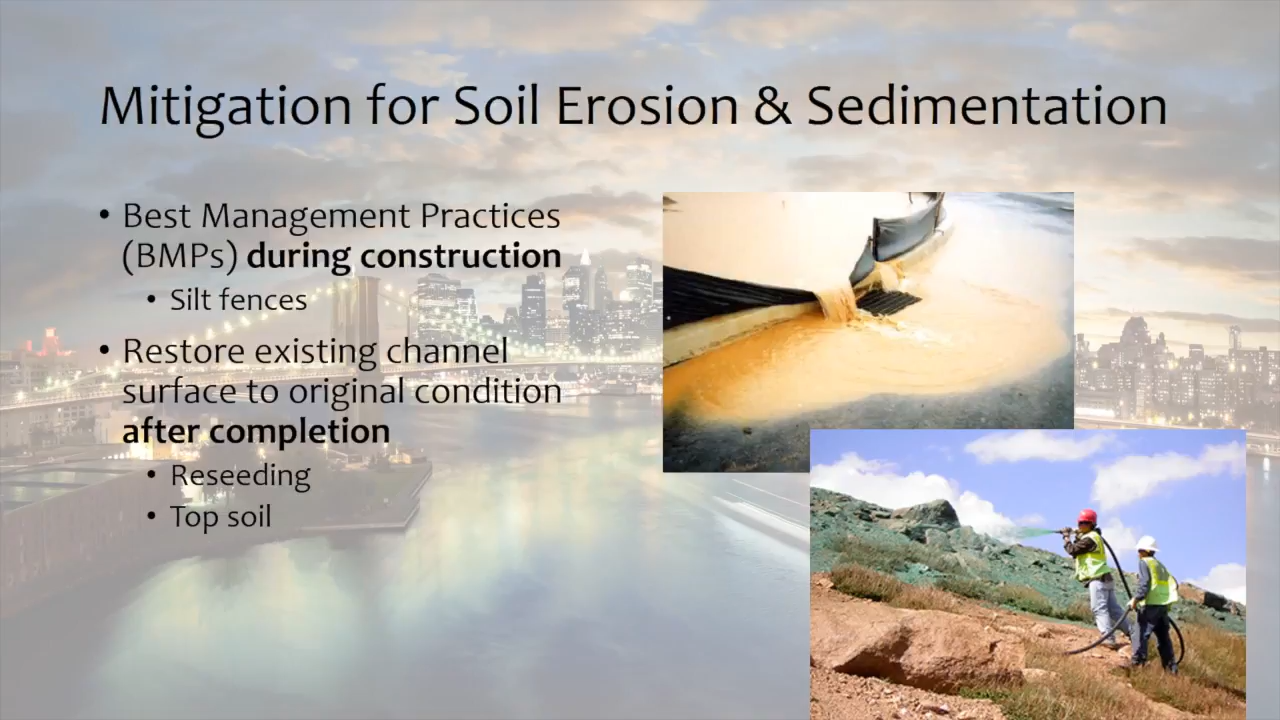 Mitigation for Soil Erosion & Sedimentation
• Best Management Practices
(BMPs) during construction
• Silt fences
• Restore existing channel
surface to original condition
after completion
• Reseeding
• Top soil